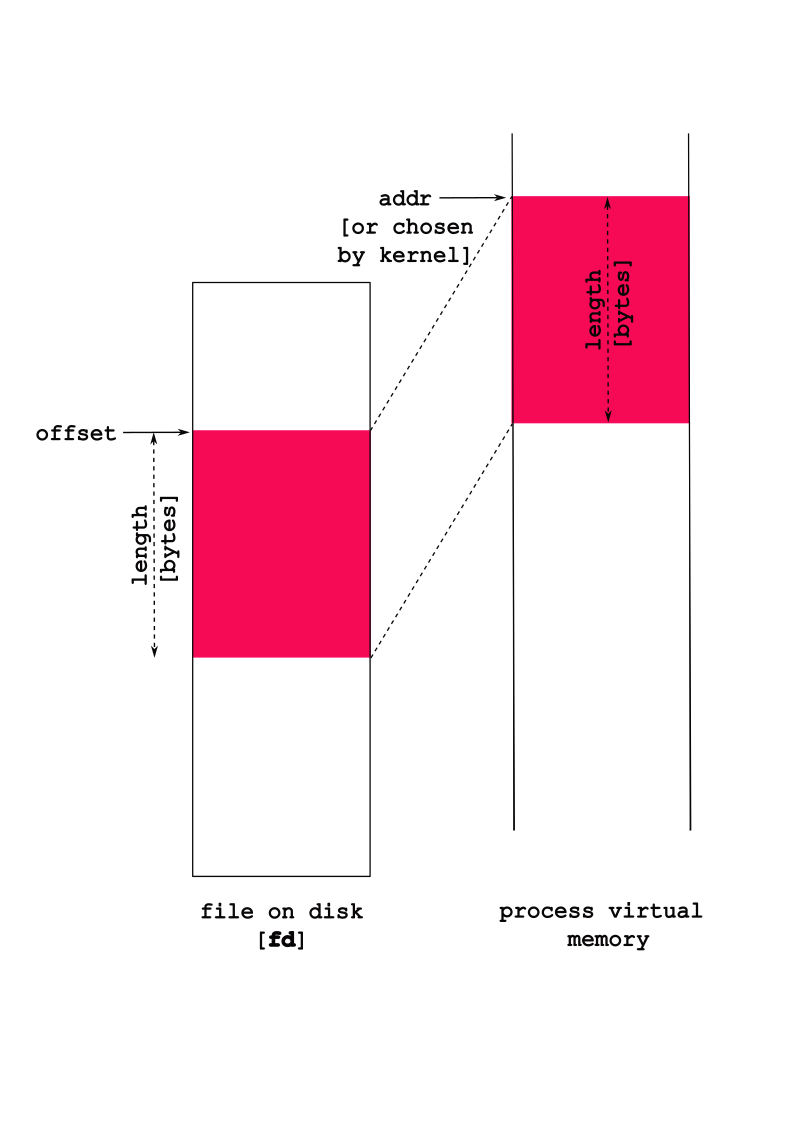 addr
[or chosen
by kernel]
length
[bytes]
offset
length
[bytes]
file on disk
[fd]
process virtual
memory